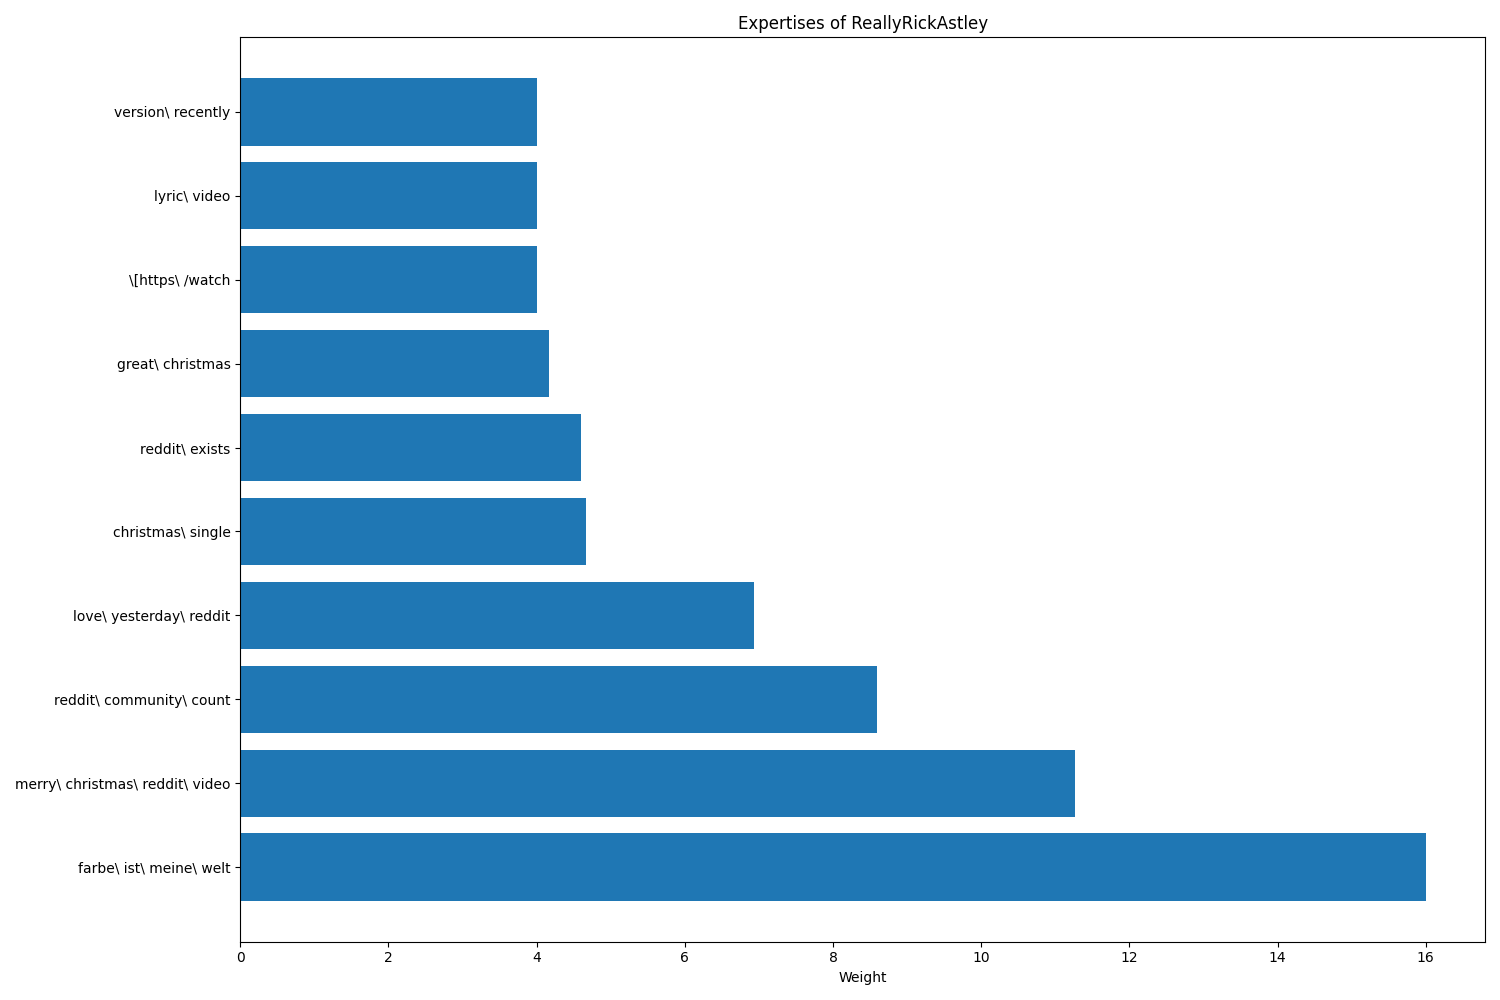 Expertises of ReallyRickAstley
version\ recently
lyric\ video
\[https\ /watch
great\ christmas
reddit\ exists
christmas\ single
love\ yesterday\ reddit
reddit\ community\ count
merry\ christmas\ reddit\ video
farbe\ ist\ meine\ welt
0 2 4 6 8 10 12 14 16
Weight